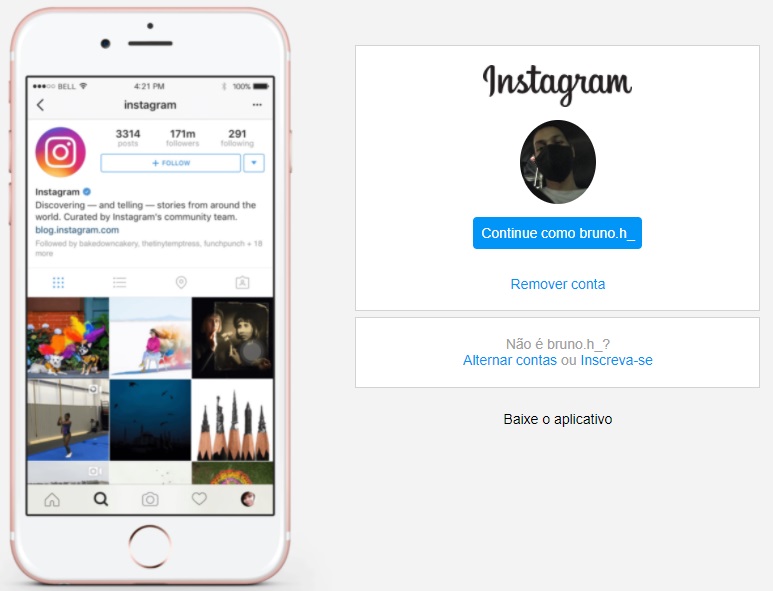 BELL 4:21 PM 100%
instagram
3314 171m 291
posts followers following
+ FOLLOW
Instagram
Discovering — and telling — stories from around the
world. Curated by Instagram's community team.
blog.instagram.com
Followed by bakedowncakery, thetinytemptress, funchpunch + 18
more
Instagram
Continue como bruno.h_
Remover conta
Não é bruno.h_?
Alternar contas ou Inscreva-se
Baixe o aplicativo